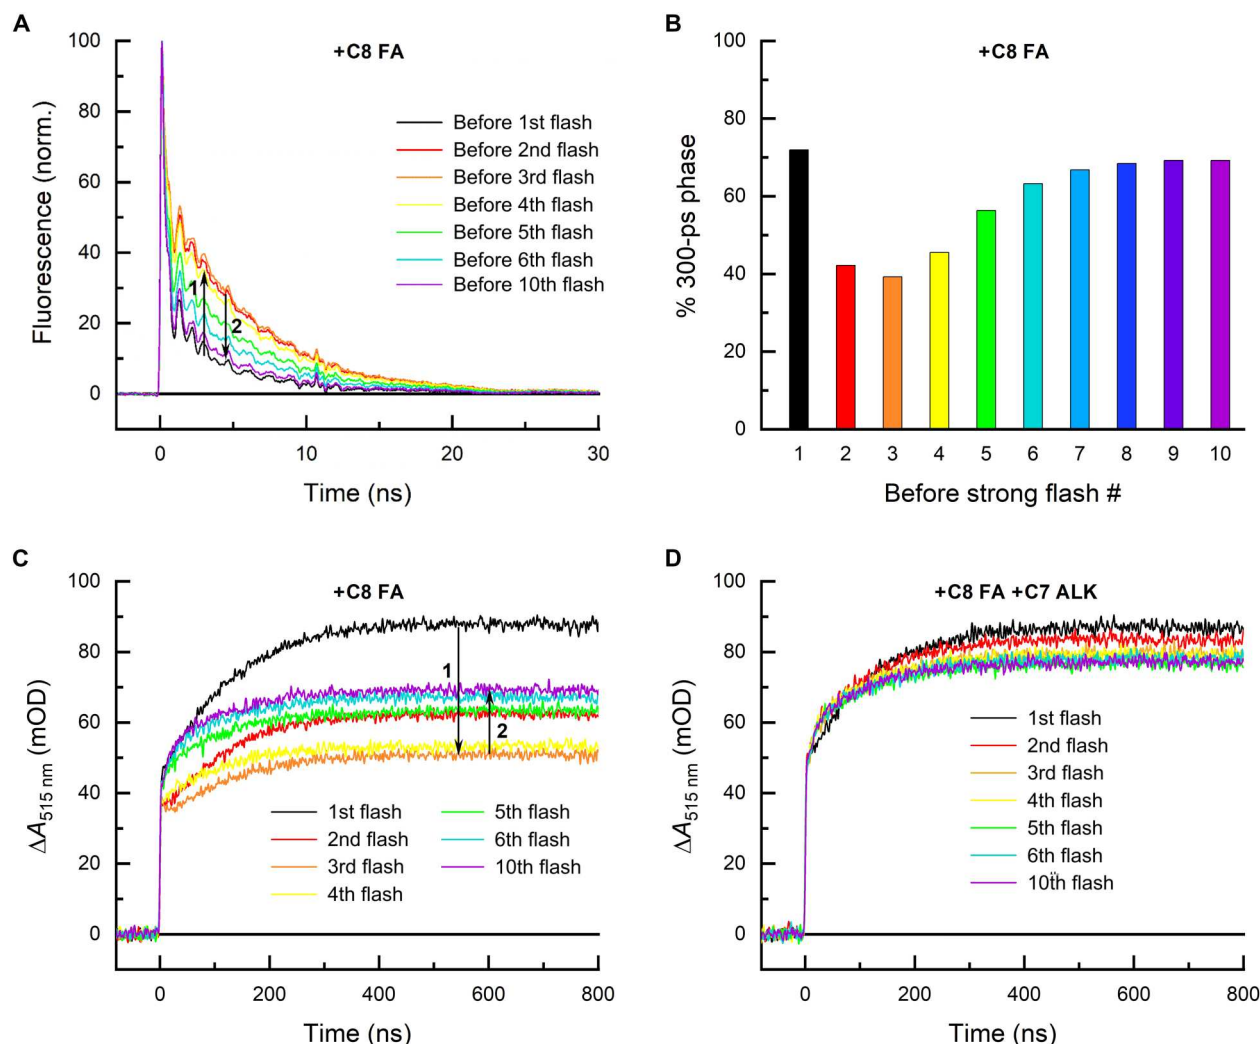 A
+C8 FA
Fluorescence (norm.)
100
80
60
40
20
0
Before 1st flash
Before 2nd flash
Before 3rd flash
Before 4th flash
Before 5th flash
Before 6th flash
Before 10th flash
1
2
0
10
20
30
Time (ns)
B
+C8 FA
% 300-ps phase
100
80
60
40
20
0
1 2 3 4 5 6 7 8 9 10
Before strong flash #
C
+C8 FA
ΔA515 nm (mOD)
100
80
60
40
20
0
1
2
1st flash
2nd flash
3rd flash
4th flash
5th flash
6th flash
10th flash
0
200
400
600
800
Time (ns)
D
+C8 FA +C7 ALK
ΔA515 nm (mOD)
100
80
60
40
20
0
1st flash
2nd flash
3rd flash
4th flash
5th flash
6th flash
10ẗh flash
0
200
400
600
800
Time (ns)